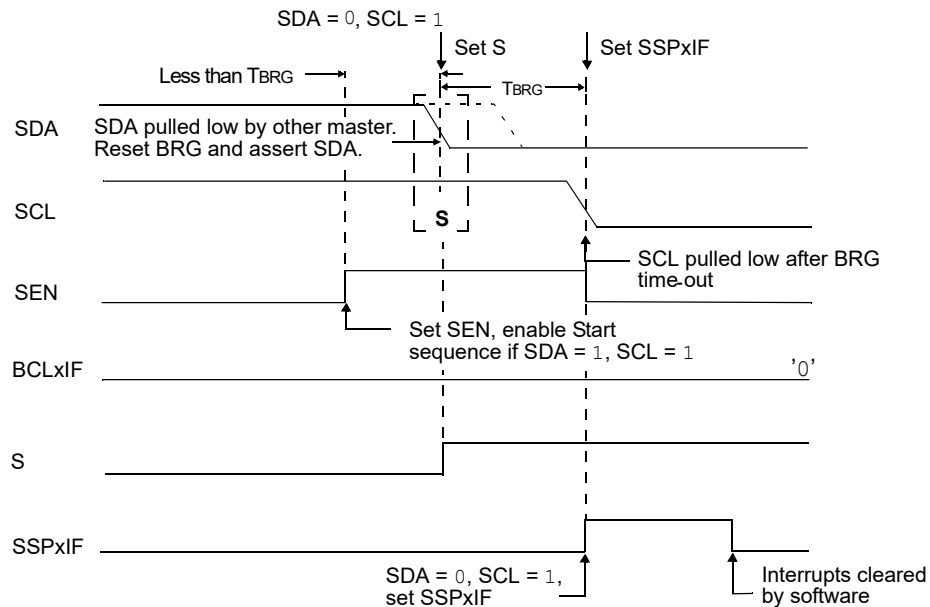 SDA = 0, SCL = 1
Set S
Set SSPxIF
Less than TBRG
TBRG
SDA
SDA pulled low by other master.
Reset BRG and assert SDA.
SCL
S
SCL pulled low after BRG
time-out
SEN
Set SEN, enable Start
sequence if SDA = 1, SCL = 1
BCLxIF
'0'
S
SSPxIF
SDA = 0, SCL = 1,
set SSPxIF
Interrupts cleared
by software